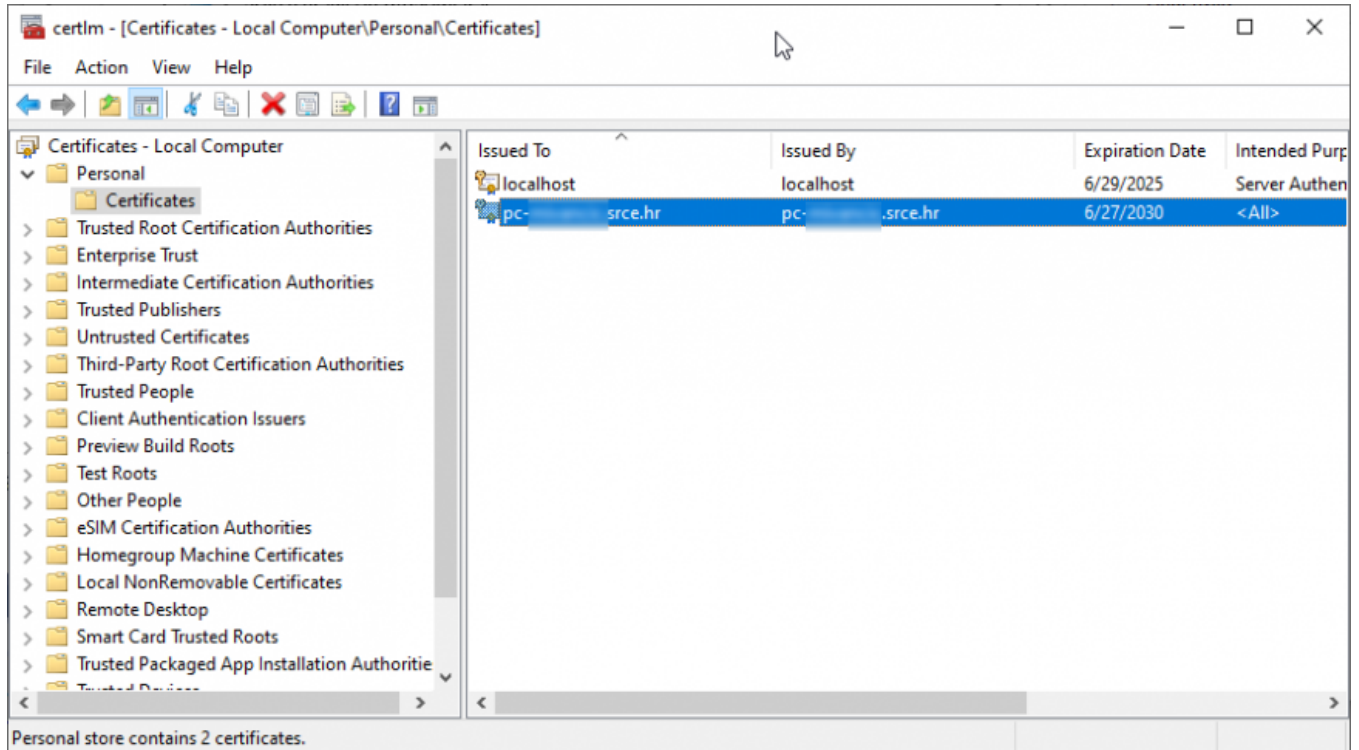 certlm - [Certificates - Local Computer\Personal\Certificates]
File Action View Help
Certificates - Local Computer
Personal
Certificates
Trusted Root Certification Authorities
Enterprise Trust
Intermediate Certification Authorities
Trusted Publishers
Untrusted Certificates
Third-Party Root Certification Authorities
Trusted People
Client Authentication Issuers
Preview Build Roots
Test Roots
Other People
eSIM Certification Authorities
Homegroup Machine Certificates
Local NonRemovable Certificates
Remote Desktop
Smart Card Trusted Roots
Trusted Packaged App Installation Authoritie
Issued To Issued By Expiration Date Intended Purp
localhost localhost 6/29/2025 Server Authen
pc- srce.hr pc- .srce.hr 6/27/2030 <All>
Personal store contains 2 certificates.